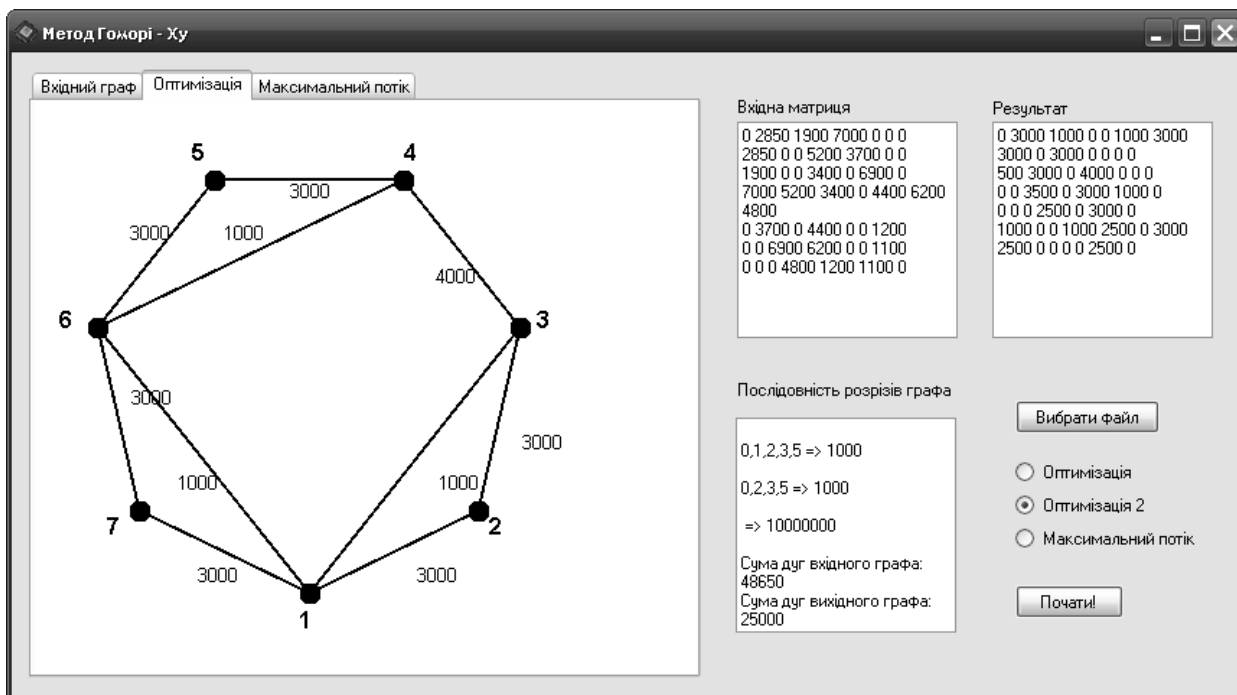 Метод Гоморі - Ху
Вхідний граф Оптимізація Максимальний потік
5
4
3000
3000
1000
4000
6
3
3000
3000
1000
1000
7
2
3000
3000
1
Вхідна матриця
0 2850 1900 7000 0 0 0
2850 0 0 5200 3700 0 0
1900 0 0 3400 0 6900 0
7000 5200 3400 0 4400 6200
4800
0 3700 0 4400 0 0 1200
0 0 6900 6200 0 0 1100
0 0 0 4800 1200 1100 0
Результат
0 3000 1000 0 0 1000 3000
3000 0 3000 0 0 0 0
500 3000 0 4000 0 0 0
0 0 3500 0 3000 1000 0
0 0 0 2500 0 3000 0
1000 0 0 1000 2500 0 3000
2500 0 0 0 0 2500 0
Послідовність розрізів графа
0,1,2,3,5 => 1000
0,2,3,5 => 1000
=> 10000000
Сума дуг вхідного графа:
48650
Сума дуг вихідного графа:
25000
Вибрати файл
Оптимізація
Оптимізація 2
Максимальний потік
Почати!